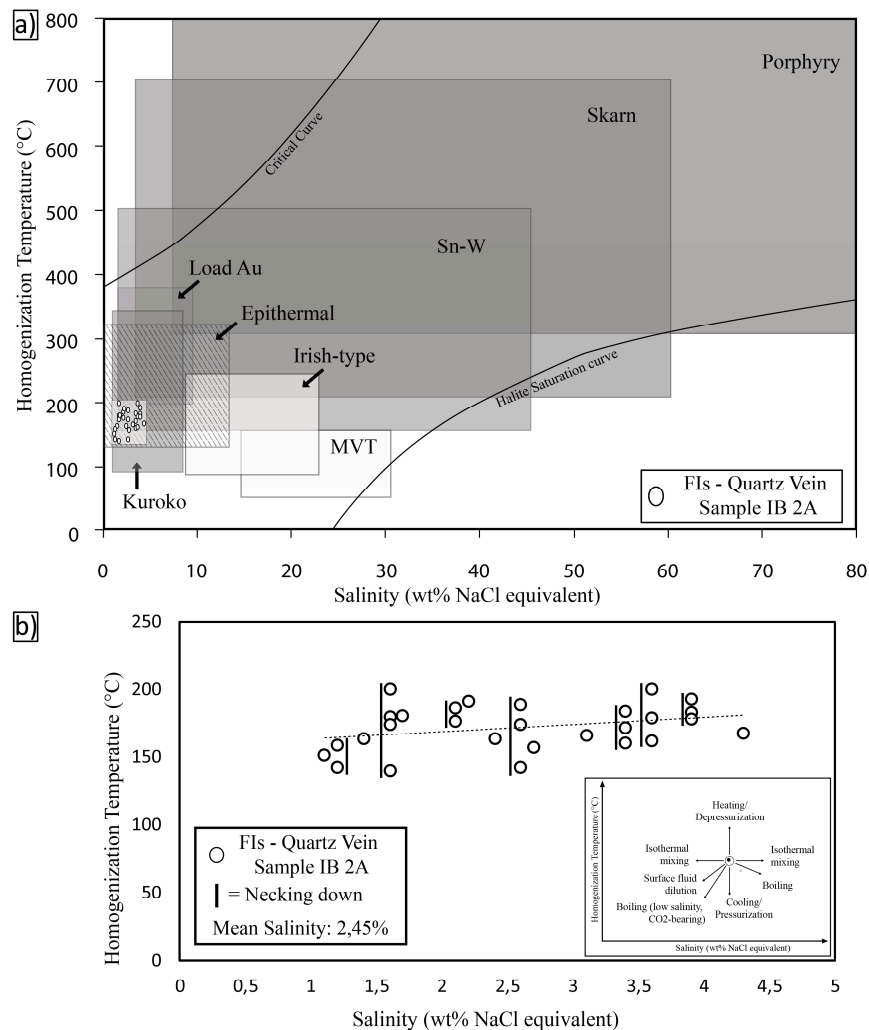 a)
800
700
600
500
400
300
200
100
0
Homogenization Temperature (°C)
Porphyry
Skarn
Critical Curve
Sn-W
Load Au
Epithermal
Irish-type
Halite Saturation curve
MVT
Kuroko
FIs - Quartz Vein
Sample IB 2A
0 10 20 30 40 50 60 70 80
Salinity (wt% NaCl equivalent)
b)
250
200
150
100
50
0
Homogenization Temperature (°C)
FIs - Quartz Vein
Sample IB 2A
= Necking down
Mean Salinity: 2,45%
Homogenization Temperature (°C)
Heating/
Depressurization
Isothermal
mixing
Isothermal
mixing
Surface fluid
dilution
Boiling
Boiling (low salinity,
CO2-bearing)
Cooling/
Pressurization
Salinity (wt% NaCl equivalent)
0 0,5 1 1,5 2 2,5 3 3,5 4 4,5 5
Salinity (wt% NaCl equivalent)